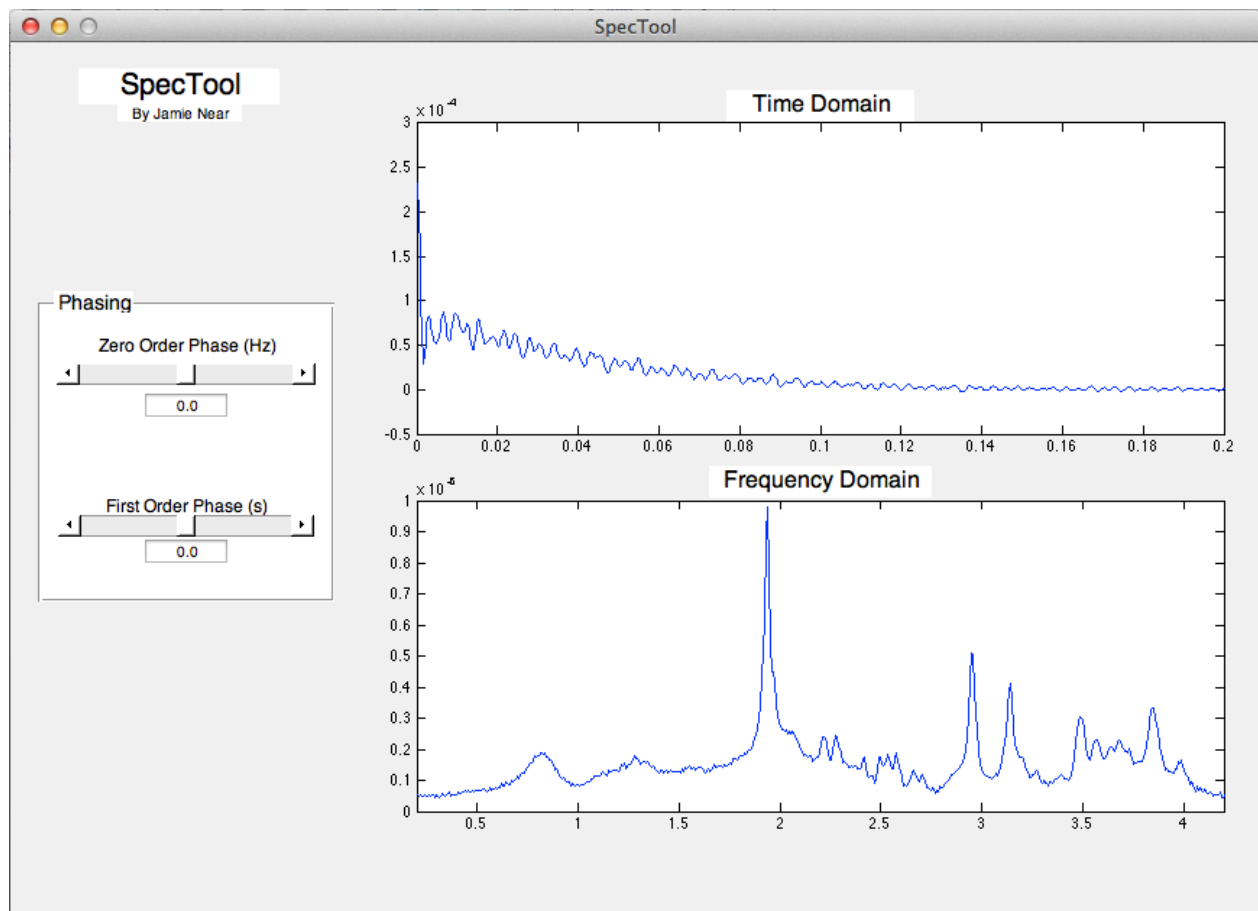 SpecTool
SpecTool
By Jamie Near
Phasing
Zero Order Phase (Hz)
0.0
First Order Phase (s)
0.0
Time Domain
x 10^-4
3
2.5
2
1.5
1
0.5
0
-0.5
0 0.02 0.04 0.06 0.08 0.1 0.12 0.14 0.16 0.18 0.2
Frequency Domain
x 10^-5
1
0.9
0.8
0.7
0.6
0.5
0.4
0.3
0.2
0.1
0
0.5 1 1.5 2 2.5 3 3.5 4